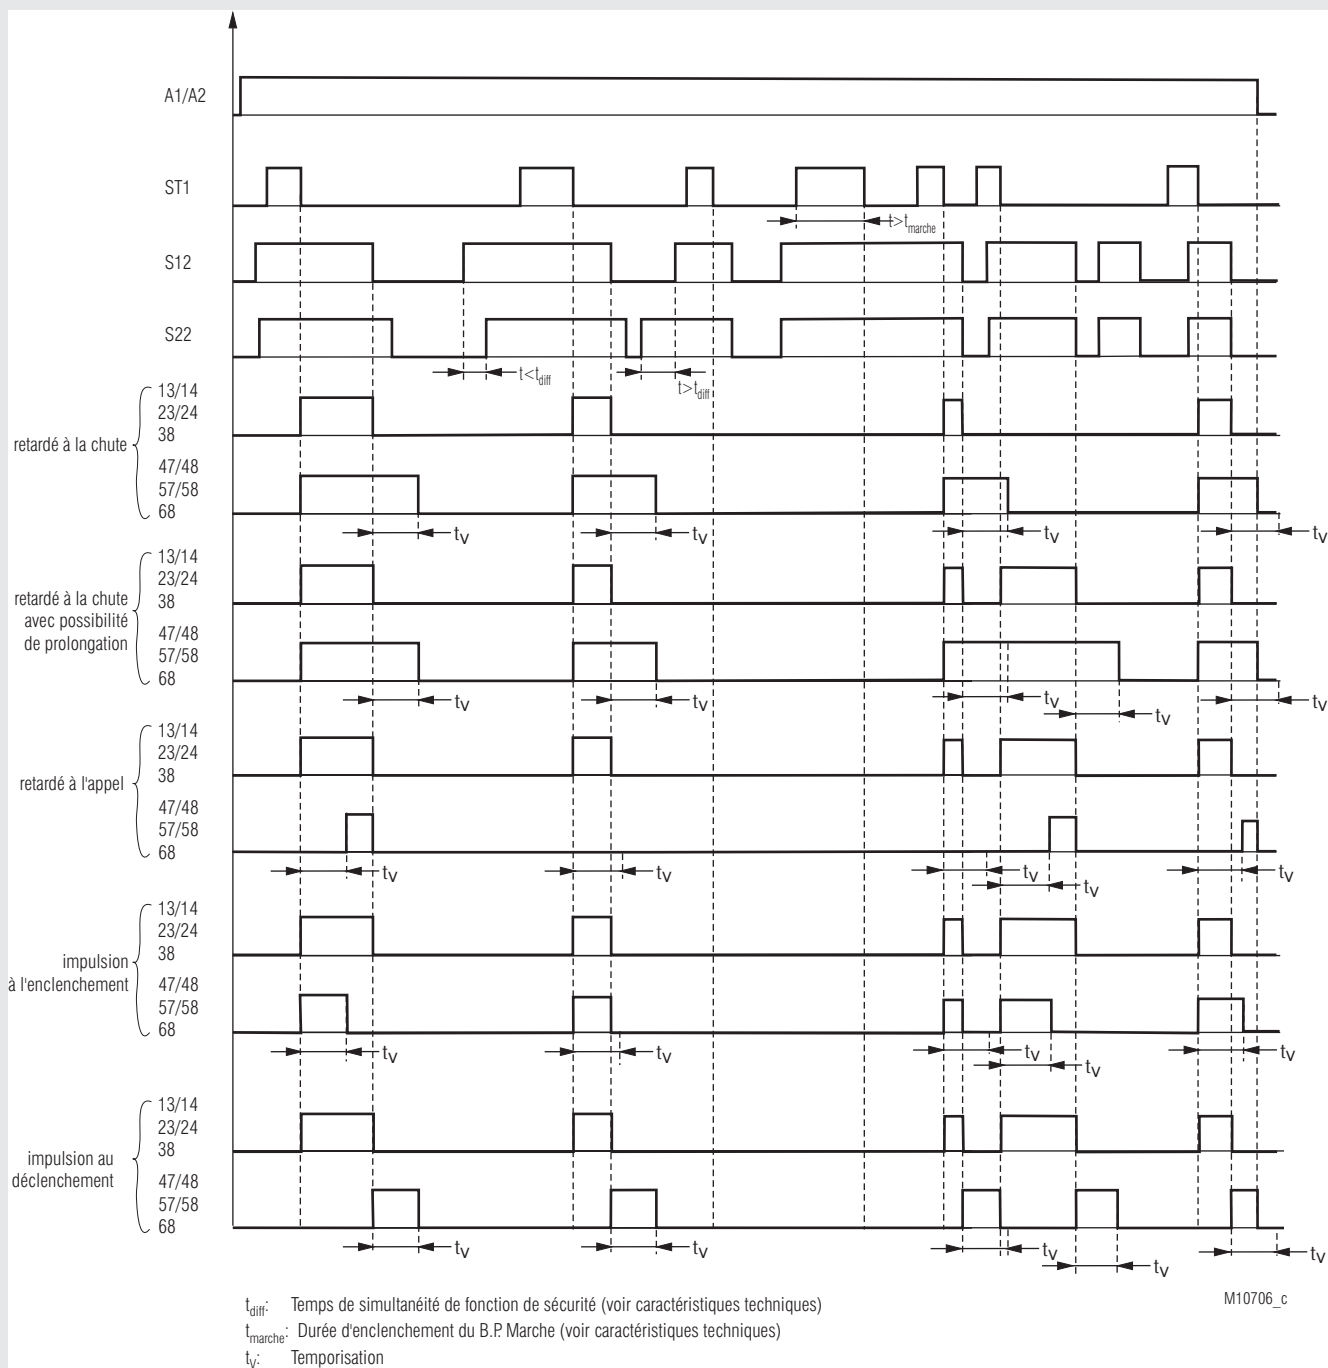 A1/A2
ST1
t>tmarche
S12
S22
t<tdiff
t>tdiff
13/14
23/24
38
retardé à la chute
47/48
57/58
68
tv tv tv tv
13/14
23/24
38
retardé à la chute
avec possibilité
de prolongation
47/48
57/58
68
tv tv tv tv
tv
13/14
23/24
38
retardé à l'appel
47/48
57/58
68
tv tv tv tv
tv
13/14
23/24
38
impulsion
à l'enclenchement
47/48
57/58
68
tv tv tv tv
tv
13/14
23/24
38
impulsion au
déclenchement
47/48
57/58
68
tv tv tv tv
tv
tdiff: Temps de simultanéité de fonction de sécurité (voir caractéristiques techniques)
M10706_c
tmarche: Durée d'enclenchement du B.P. Marche (voir caractéristiques techniques)
tv: Temporisation